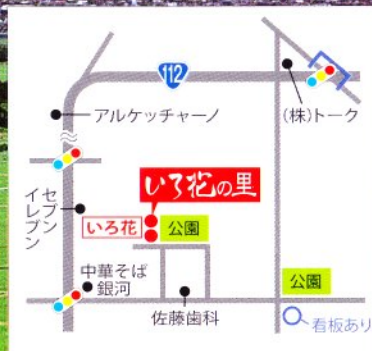 112
アルケッチャーノ
(株)トーク
セブン
イレブン
いろ花の里
いろ花
公園
中華そば
銀河
佐藤歯科
公園
看板あり